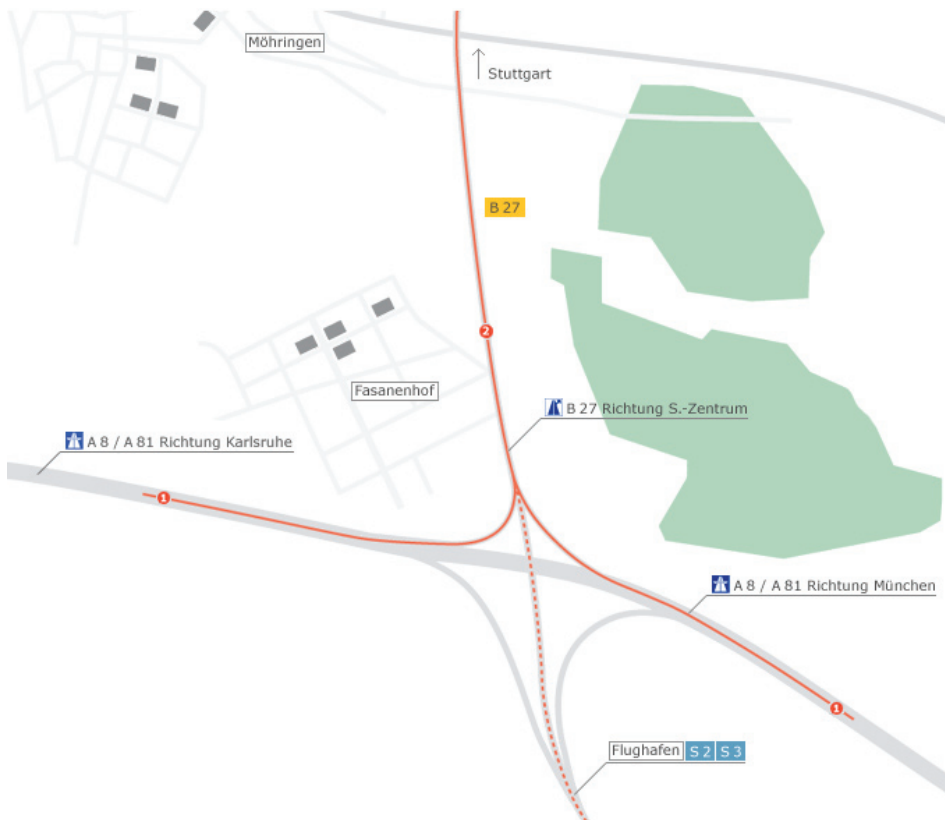 Möhringen
Stuttgart
B 27
2
Fasanenhof
B 27 Richtung S.-Zentrum
A 8 / A 81 Richtung Karlsruhe
1
A 8 / A 81 Richtung München
1
Flughafen S 2 S 3